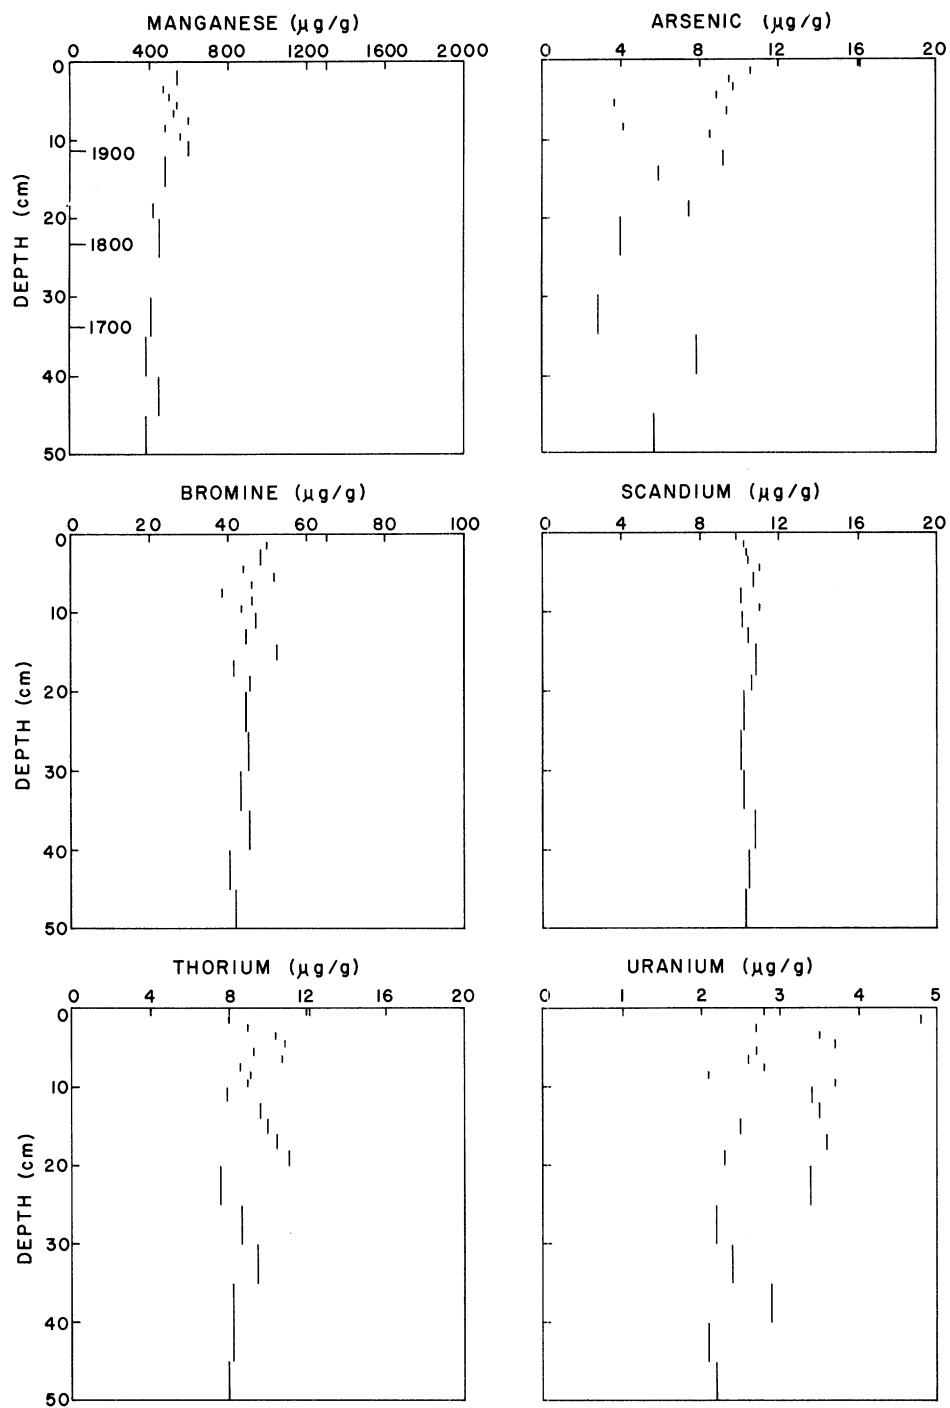 MANGANESE (μg/g)
0 400 800 1200 1600 2000
0
10
1900
20
1800
30
1700
40
50
DEPTH (cm)
ARSENIC (μg/g)
0 4 8 12 16 20
BROMINE (μg/g)
0 20 40 60 80 100
0
10
20
30
40
50
DEPTH (cm)
SCANDIUM (μg/g)
0 4 8 12 16 20
THORIUM (μg/g)
0 4 8 12 16 20
0
10
20
30
40
50
DEPTH (cm)
URANIUM (μg/g)
0 1 2 3 4 5